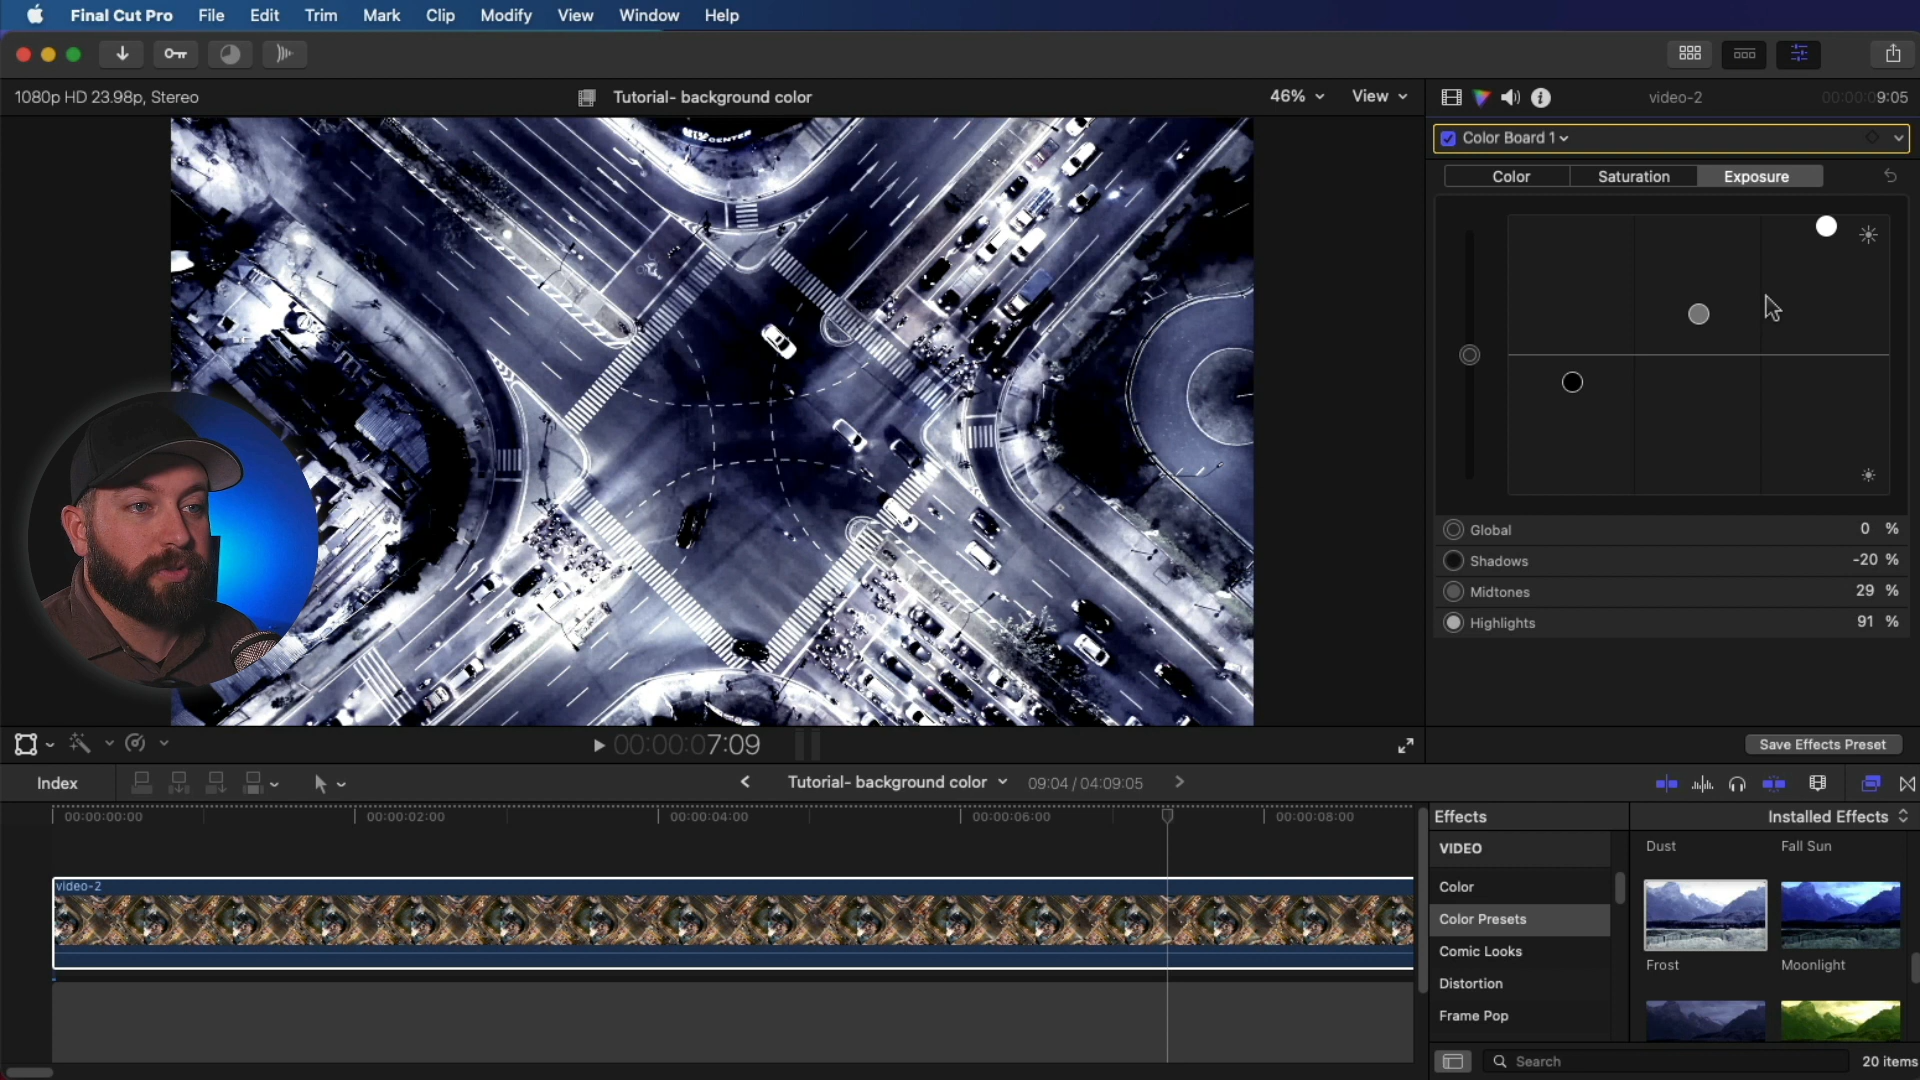 Final Cut Pro File Edit Trim Mark Clip Modify View Window Help
1080p HD 23.98p, Stereo
Tutorial- background color
46% View
video-2
00:00:09:05
Color Board 1
Color Saturation Exposure
Global 0 %
Shadows -20 %
Midtones 29 %
Highlights 91 %
CENTER
00:00:07:09
Save Effects Preset
Index
Tutorial- background color 09:04 / 04:09:05
00:00:00:00 00:00:02:00 00:00:04:00 00:00:06:00 00:00:08:00
video-2
Effects
Installed Effects
VIDEO
Color
Color Presets
Comic Looks
Distortion
Frame Pop
Dust Fall Sun
Frost Moonlight
Search
20 items